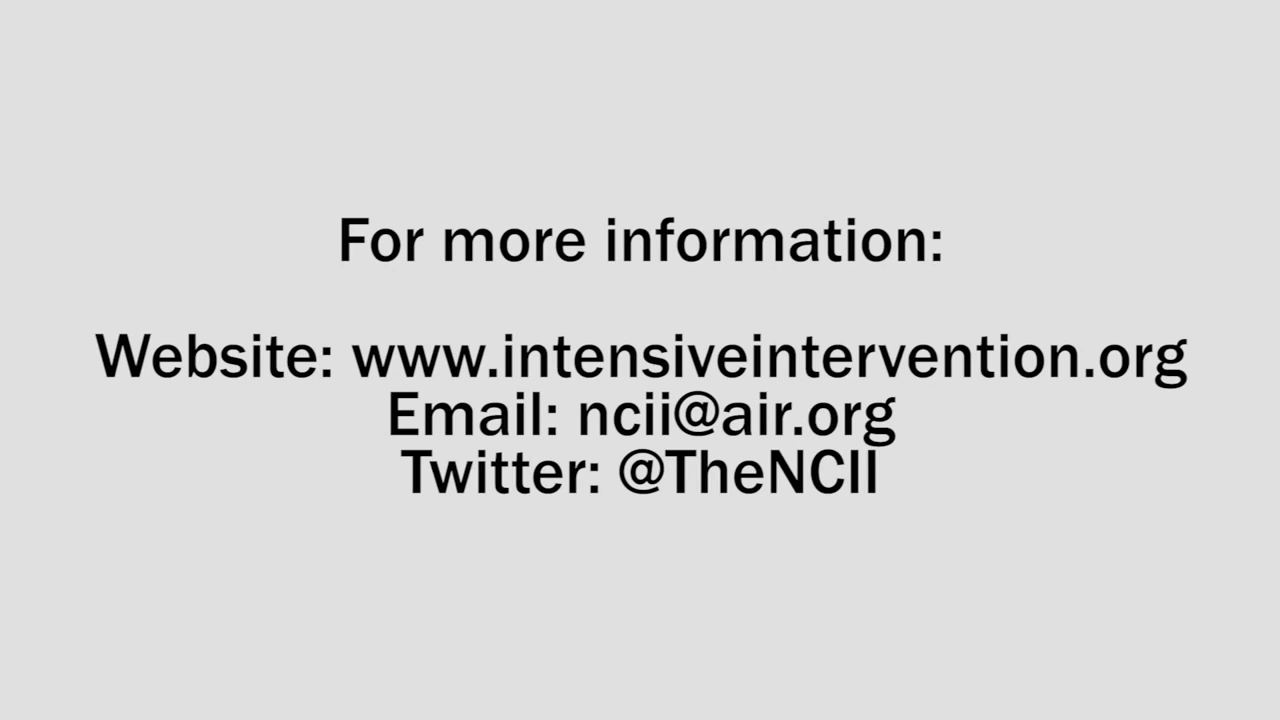 For more information:
Website: www.intensiveintervention.org
Email: ncii@air.org
Twitter: @TheNCII